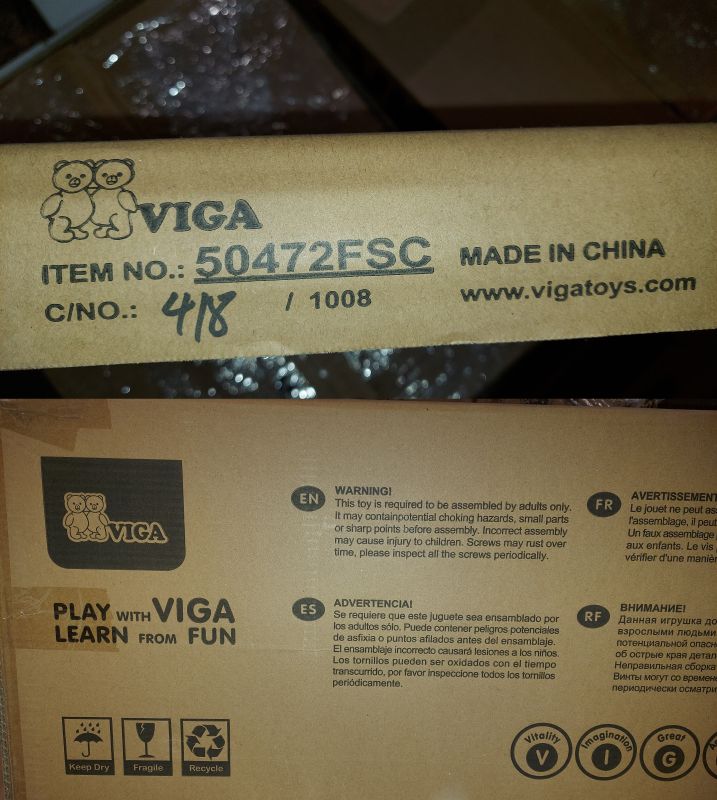 VIGA
ITEM NO.: 50472FSC
C/NO.: 418 / 1008
MADE IN CHINA
www.vigatoys.com
VIGA
PLAY WITH VIGA
LEARN FROM FUN
EN
WARNING!
This toy is required to be assembled by adults only.
It may containpotential choking hazards, small parts
or sharp points before assembly. Incorrect assembly
may cause injury to children. Screws may rust over
time, please inspect all the screws periodically.
FR
AVERTISSEMENT
Le jouet ne peut
l'assemblage, il peut
Un faux assemblage
aux enfants. Le vis
vérifier d'une
ES
ADVERTENCIA!
Se requiere que este juguete sea ensamblado por
los adultos sólo. Puede contener peligros potenciales
de asfixia o puntos afilados antes del ensamblaje.
El ensamblaje incorrecto causará lesiones a los niños.
Los tornillos pueden ser oxidados con el tiempo
transcurrido, por favor inspeccione todos los tornillos
periódicamente.
RF
ВНИМАНИЕ!
Данная игрушка
взрослыми
потенциальной
об острые края
Неправильная сборка
Винты могут со
периодически
Keep Dry
Fragile
Recycle
Vitality
V
Imagination
I
Great
G